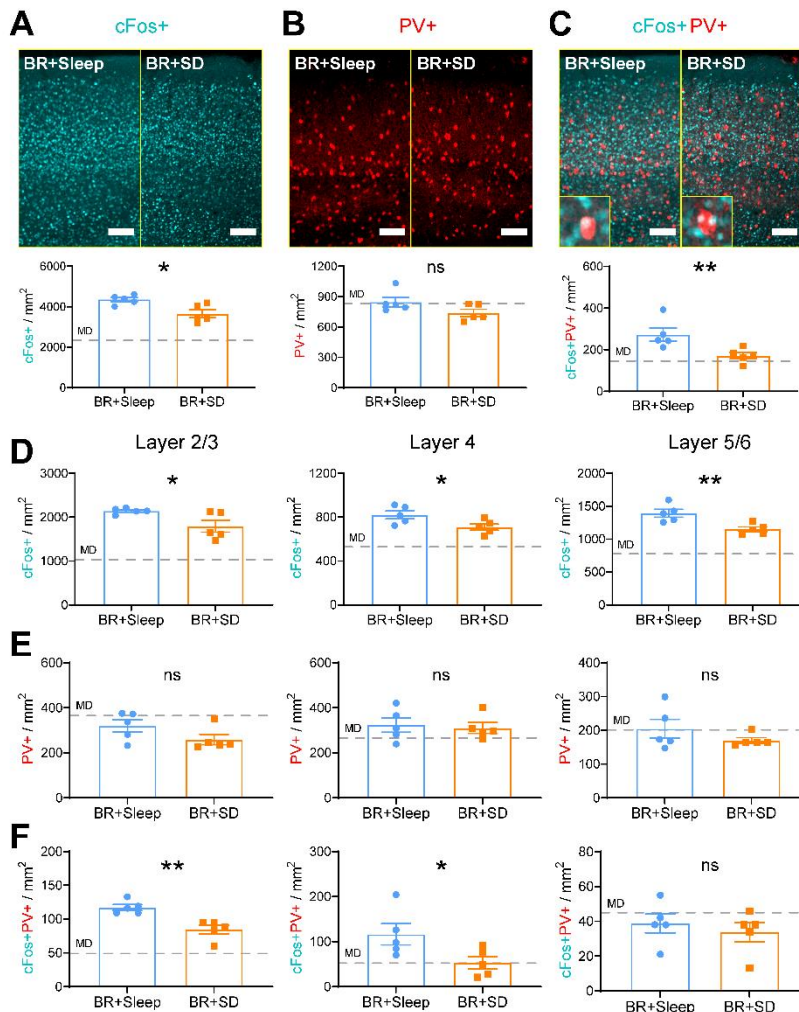 A
cFos+
BR+Sleep
BR+SD
6000
4000
2000
0
cFos+ / mm²
MD
*
BR+Sleep
BR+SD
B
PV+
BR+Sleep
BR+SD
1200
900
600
300
0
PV+ / mm²
MD
ns
BR+Sleep
BR+SD
C
cFos+PV+
BR+Sleep
BR+SD
600
400
200
0
cFos+PV+ / mm²
MD
**
BR+Sleep
BR+SD
D
Layer 2/3
3000
2000
1000
0
cFos+ / mm²
MD
*
BR+Sleep
BR+SD
Layer 4
1200
800
400
0
cFos+ / mm²
MD
*
BR+Sleep
BR+SD
Layer 5/6
2000
1500
1000
500
0
cFos+ / mm²
MD
**
BR+Sleep
BR+SD
E
600
400
200
0
PV+ / mm²
MD
ns
BR+Sleep
BR+SD
600
400
200
0
PV+ / mm²
MD
ns
BR+Sleep
BR+SD
400
300
200
100
0
PV+ / mm²
MD
ns
BR+Sleep
BR+SD
F
200
150
100
50
0
cFos+PV+ / mm²
MD
**
BR+Sleep
BR+SD
300
200
100
0
cFos+PV+ / mm²
MD
*
BR+Sleep
BR+SD
80
60
40
20
0
cFos+PV+ / mm²
MD
ns
BR+Sleep
BR+SD